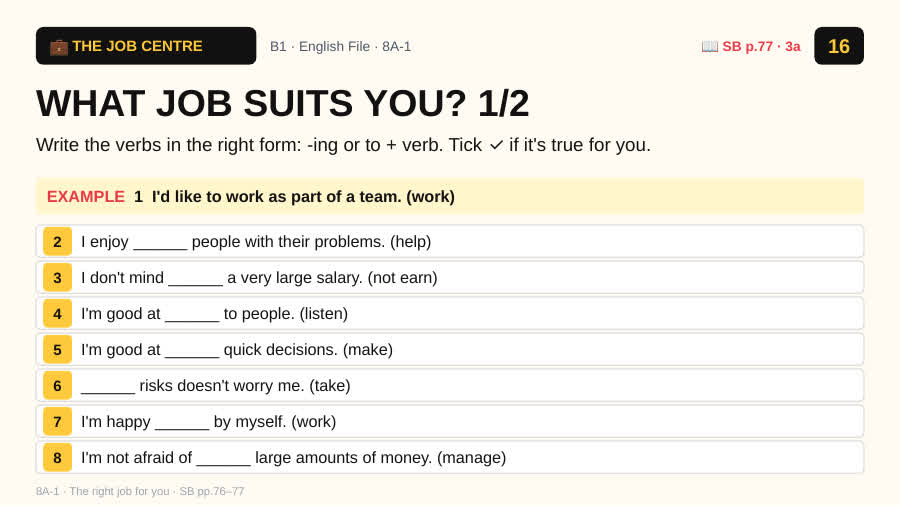 💼 THE JOB CENTRE
B1 · English File · 8A-1
📖 SB p.77 · 3a
16
WHAT JOB SUITS YOU? 1/2
Write the verbs in the right form: -ing or to + verb. Tick ✓ if it's true for you.
EXAMPLE 1 I'd like to work as part of a team. (work)
2 I enjoy ______ people with their problems. (help)
3 I don't mind ______ a very large salary. (not earn)
4 I'm good at ______ to people. (listen)
5 I'm good at ______ quick decisions. (make)
6 ______ risks doesn't worry me. (take)
7 I'm happy ______ by myself. (work)
8 I'm not afraid of ______ large amounts of money. (manage)
8A-1 · The right job for you · SB pp.76–77